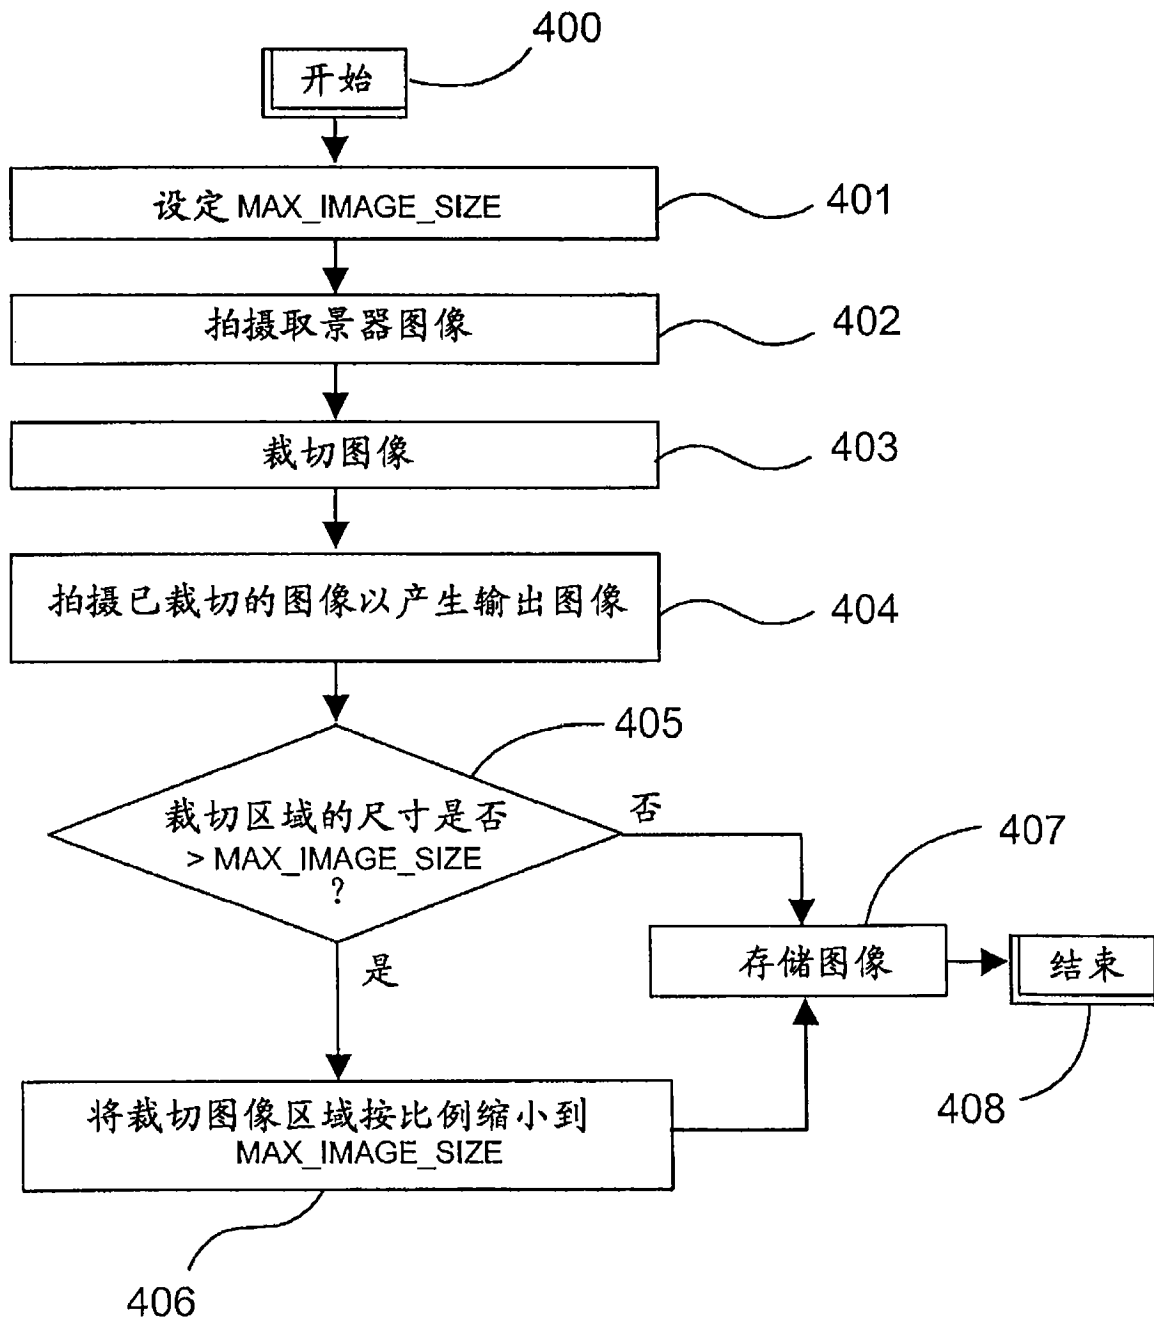 400
开始
设定 MAX_IMAGE_SIZE
401
拍摄取景器图像
402
裁切图像
403
拍摄已裁切的图像以产生输出图像
404
405
裁切区域的尺寸是否
> MAX_IMAGE_SIZE
?
否
407
存储图像
结束
是
408
将裁切图像区域按比例缩小到
MAX_IMAGE_SIZE
406